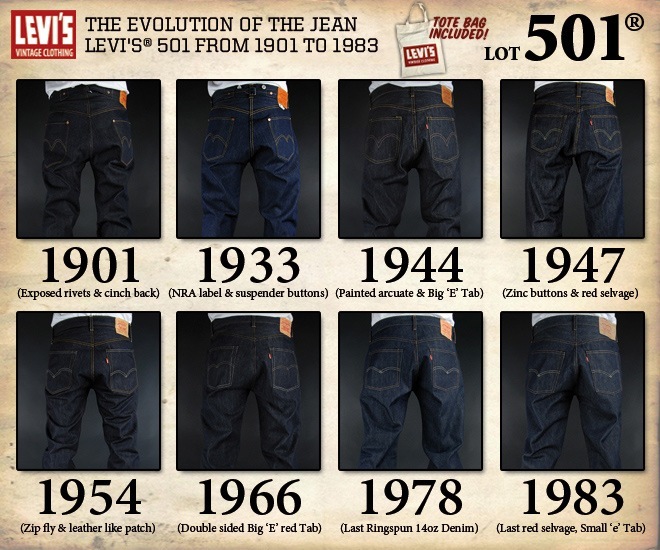 LEVI'S
VINTAGE CLOTHING
THE EVOLUTION OF THE JEAN
LEVI'S® 501 FROM 1901 TO 1983
TOTE BAG
INCLUDED!
LEVI'S
LOT 501®
1901
(Exposed rivets & cinch back)
1933
(NRA label & suspender buttons)
1944
(Painted arcuate & Big ‘E’ Tab)
1947
(Zinc buttons & red selvage)
1954
(Zip fly & leather like patch)
1966
(Double sided Big ‘E’ red Tab)
1978
(Last Ringspun 14oz Denim)
1983
(Last red selvage, Small ‘e’ Tab)